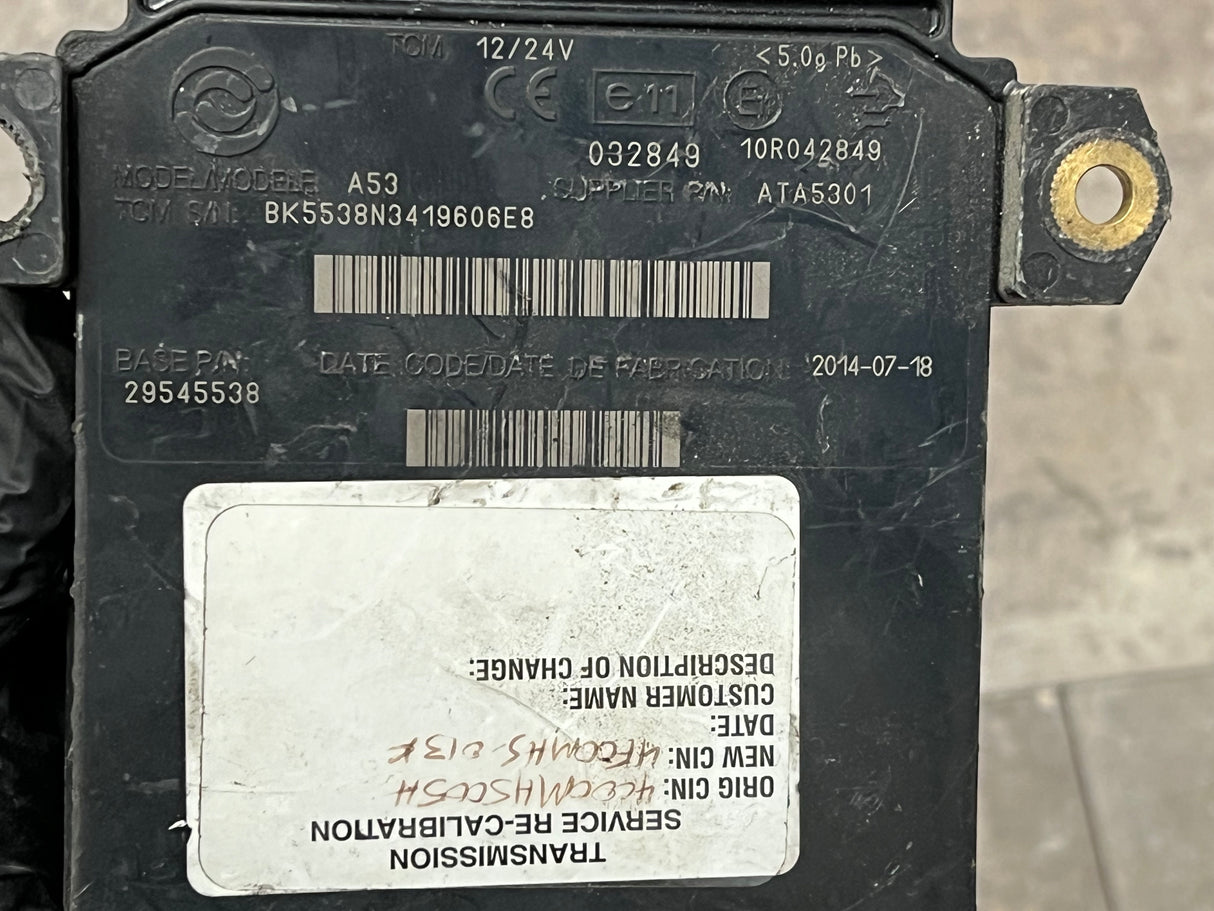 TCM 12/24V <5.0g Pb>
CE e11 E
032849 10R042849
MODEL/MODELE A53 SUPPLIER P/N: ATA5301
TCM S/N: BK5538N3419606E8
BASE P/N: DATE CODE/DATE DE FABRICATION: 2014-07-18
29545538
TRANSMISSION
SERVICE RE-CALIBRATION
ORIG CIN:
NEW CIN:
DATE:
CUSTOMER NAME:
DESCRIPTION OF CHANGE: